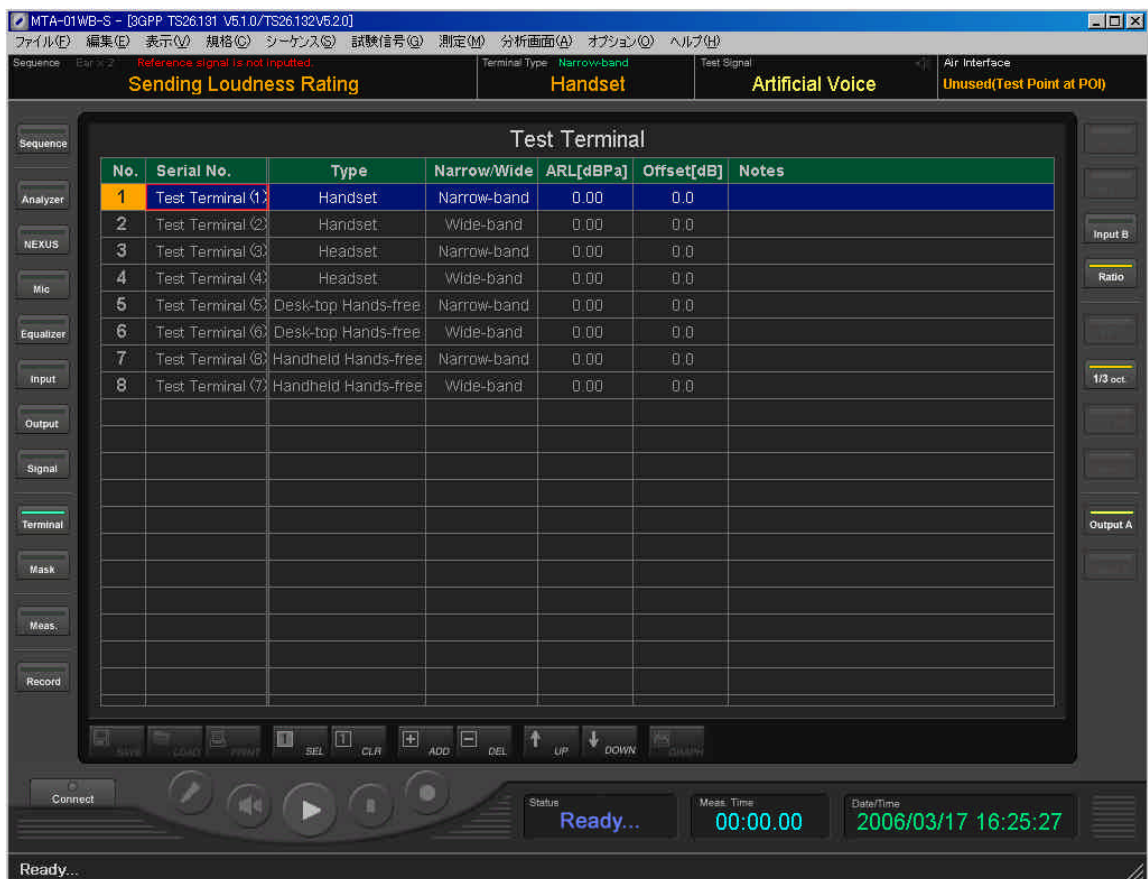 MTA-01WB-S - [3GPP TS26.131 V5.1.0/TS26.132V5.2.0]
ファイル(F) 編集(E) 表示(V) 規格(C) シーケンス(S) 試験信号(G) 測定(M) 分析画面(A) オプション(O) ヘルプ(H)
Sequence Ear x 2 Reference signal is not inputted. Terminal Type Narrow-band Test Signal Air Interface
Sending Loudness Rating Handset Artificial Voice Unused(Test Point at POI)
Test Terminal
No. Serial No. Type Narrow/Wide ARL[dBPa] Offset[dB] Notes
1 Test Terminal (1) Handset Narrow-band 0.00 0.0
2 Test Terminal (2) Handset Wide-band 0.00 0.0
3 Test Terminal (3) Headset Narrow-band 0.00 0.0
4 Test Terminal (4) Headset Wide-band 0.00 0.0
5 Test Terminal (5) Desk-top Hands-free Narrow-band 0.00 0.0
6 Test Terminal (6) Desk-top Hands-free Wide-band 0.00 0.0
7 Test Terminal (8) Handheld Hands-free Narrow-band 0.00 0.0
8 Test Terminal (7) Handheld Hands-free Wide-band 0.00 0.0
Sequence
Analyzer
NEXUS
Mic
Equalizer
Input
Output
Signal
Terminal
Mask
Meas.
Record
Input B
Ratio
1/3 oct.
Output A
SAVE LOAD PRINT 1 SEL 1 CLR ADD DEL UP DOWN GRAPH
Connect
Status
Ready...
Meas. Time
00:00.00
Date/Time
2006/03/17 16:25:27
Ready...